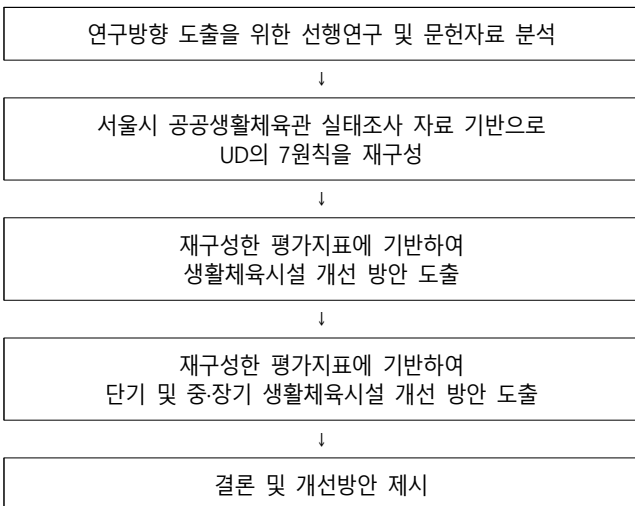 연구방향 도출을 위한 선행연구 및 문헌자료 분석
↓
서울시 공공생활체육관 실태조사 자료 기반으로
UD의 7원칙을 재구성
↓
재구성한 평가지표에 기반하여
생활체육시설 개선 방안 도출
↓
재구성한 평가지표에 기반하여
단기 및 중·장기 생활체육시설 개선 방안 도출
↓
결론 및 개선방안 제시